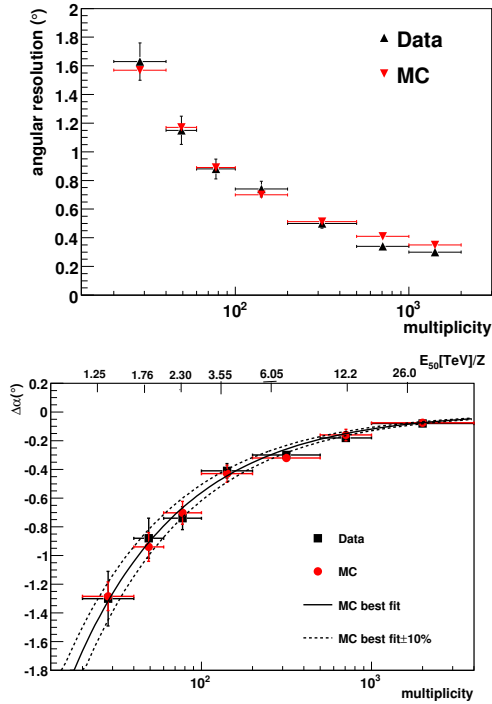 angular resolution (°)
2
1.8
1.6
1.4
1.2
1
0.8
0.6
0.4
0.2
0
Data
MC
10²
10³
multiplicity
E₅₀[TeV]/Z
1.25 1.76 2.30 3.55 6.05 12.2 26.0
Δα(°)
0.2
0
-0.2
-0.4
-0.6
-0.8
-1
-1.2
-1.4
-1.6
-1.8
Data
MC
MC best fit
MC best fit±10%
10²
10³
multiplicity